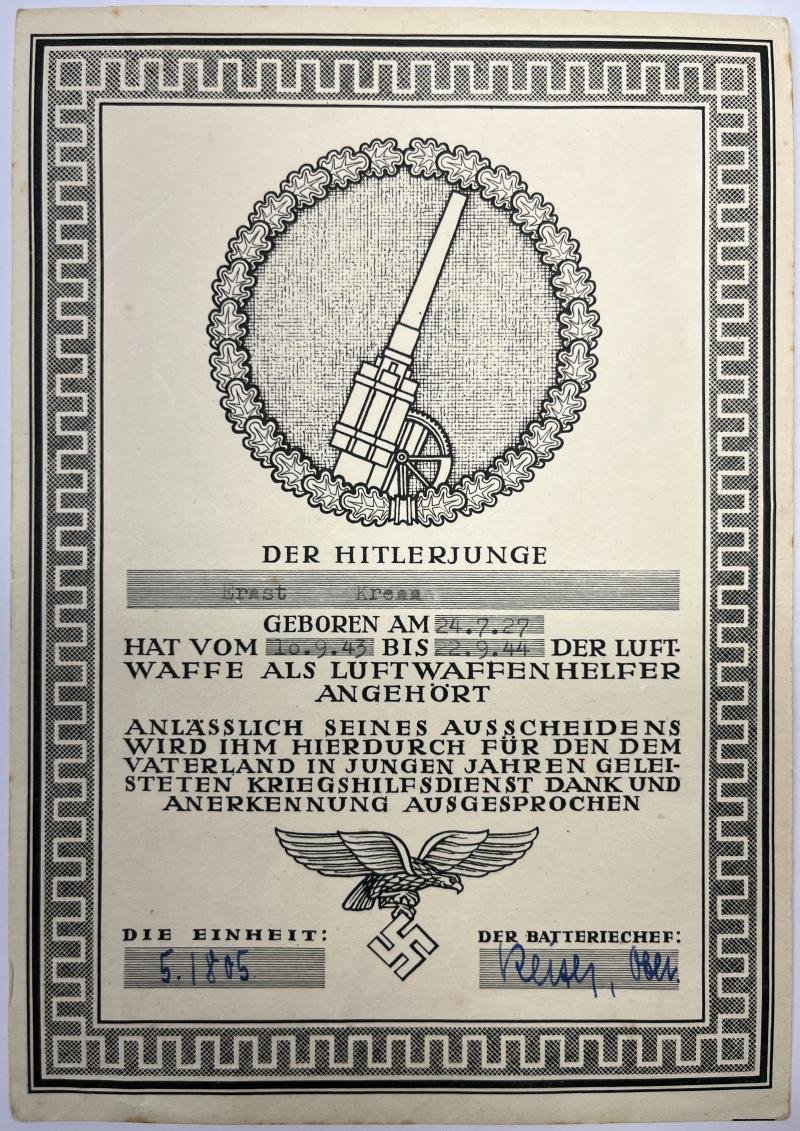 DER HITLERJUNGE
Ernst
GEBOREN AM 24.7.27
HAT VOM 10.9.43 BIS 22.9.44 DER LUFT-
WAFFE ALS LUFTWAFFENHELFER
ANGEHÖRT
ANLÄSSLICH SEINES AUSSCHEIDENS
WIRD IHM HIERDURCH FÜR DEN DEM
VATERLAND IN JUNGEN JAHREN GELEI-
STETEN KRIEGSHILFSDIENST DANK UND
ANERKENNUNG AUSGESPROCHEN
DIE EINHEIT:
5./805
DER BATTERIECHEF: